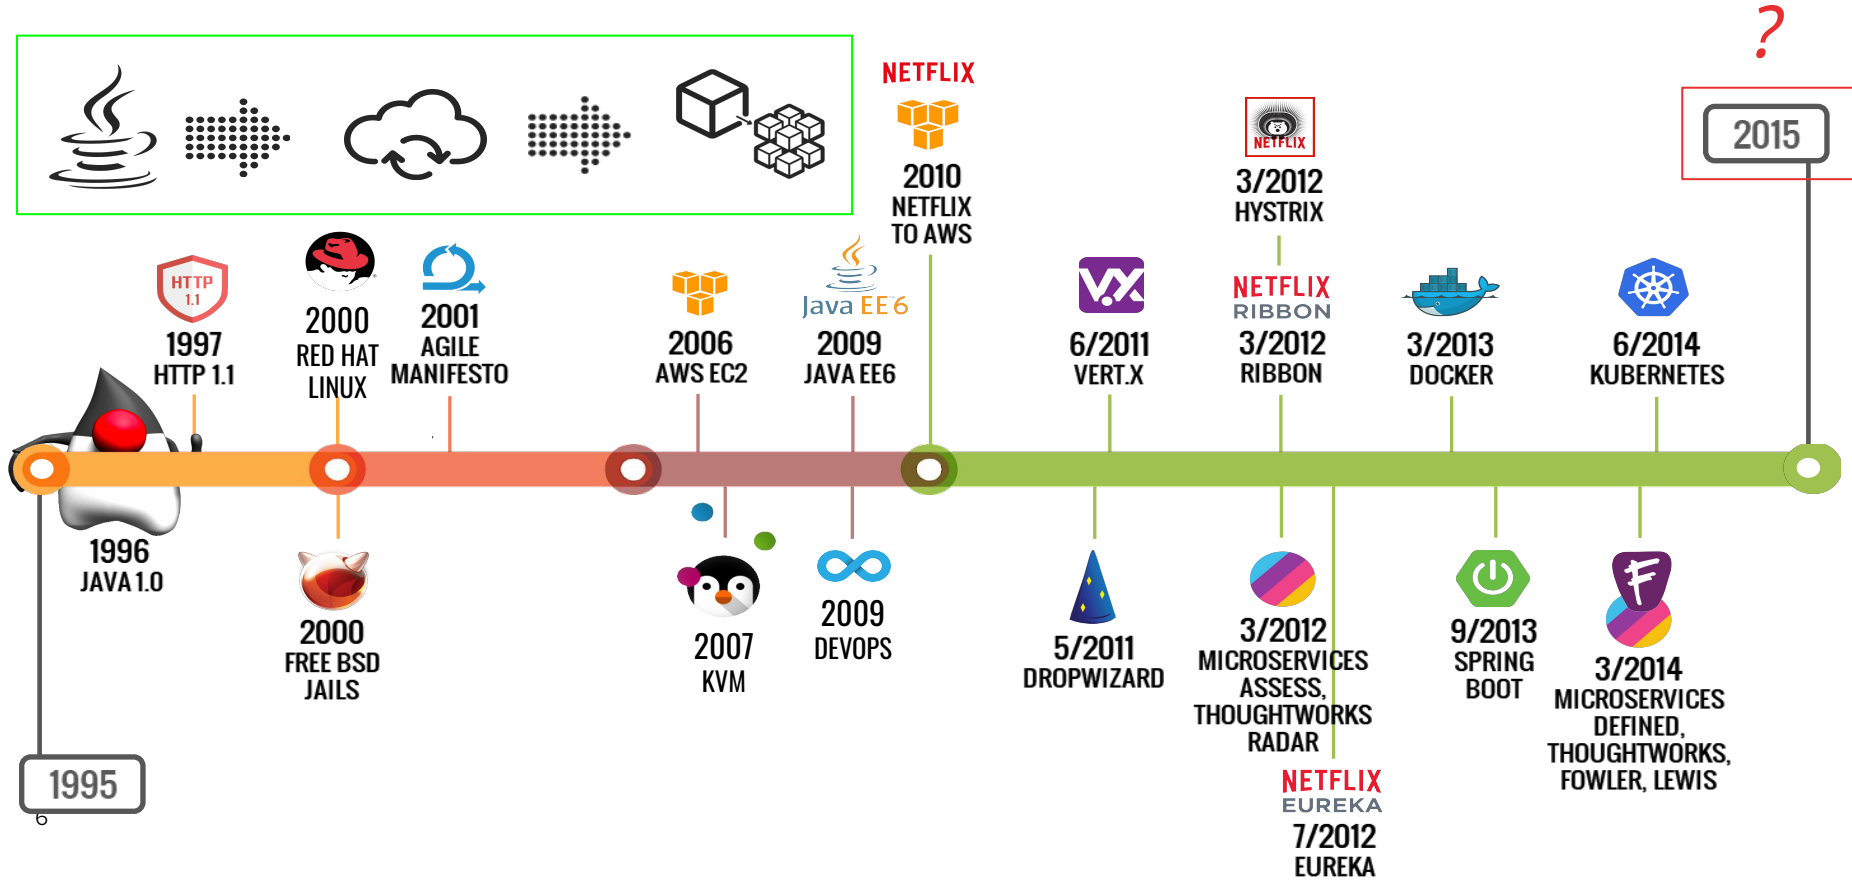 ?
2015
NETFLIX
2010
NETFLIX
TO AWS
NETFLIX
3/2012
HYSTRIX
HTTP
1.1
1997
HTTP 1.1
2000
RED HAT
LINUX
2001
AGILE
MANIFESTO
2006
AWS EC2
Java EE 6
2009
JAVA EE6
V.X
6/2011
VERT.X
NETFLIX
RIBBON
3/2012
RIBBON
3/2013
DOCKER
6/2014
KUBERNETES
1996
JAVA 1.0
2000
FREE BSD
JAILS
2007
KVM
2009
DEVOPS
5/2011
DROPWIZARD
3/2012
MICROSERVICES
ASSESS,
THOUGHTWORKS
RADAR
NETFLIX
EUREKA
7/2012
EUREKA
9/2013
SPRING
BOOT
F
3/2014
MICROSERVICES
DEFINED,
THOUGHTWORKS,
FOWLER, LEWIS
1995
6